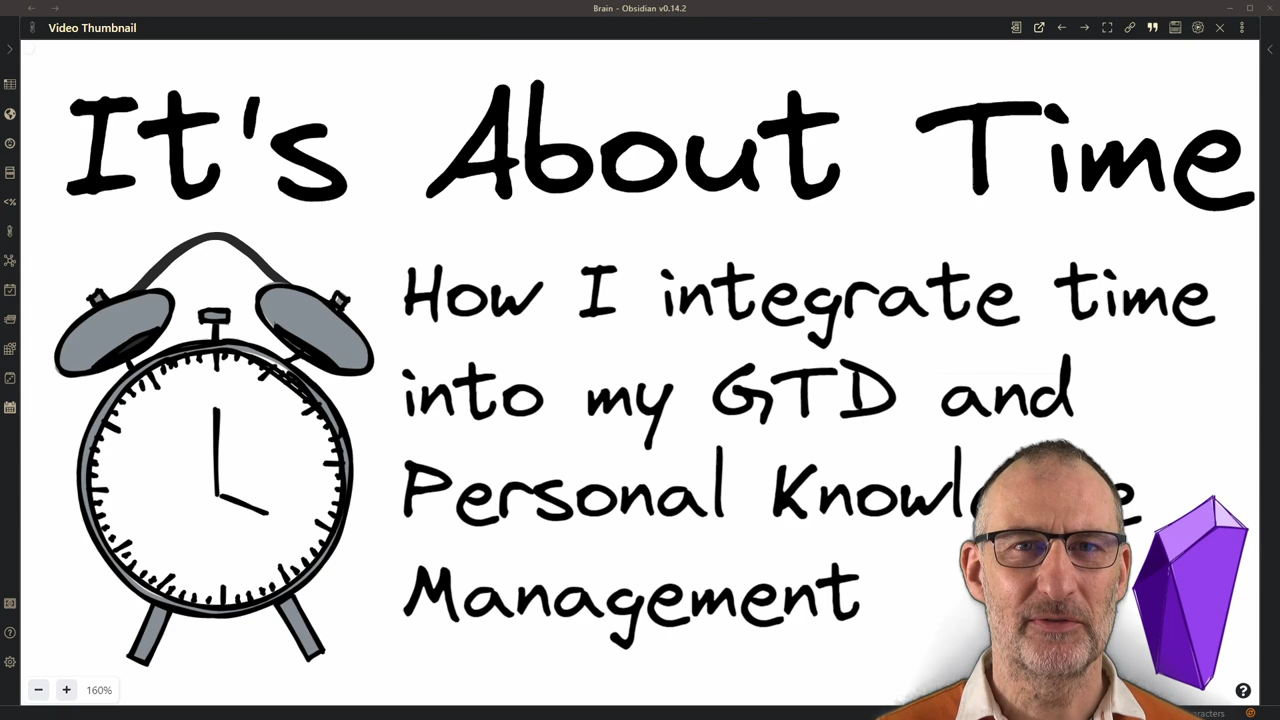 Brain - Obsidian v0.14.2
Video Thumbnail
It's About Time
How I integrate time
into my GTD and
Personal
Management
160%